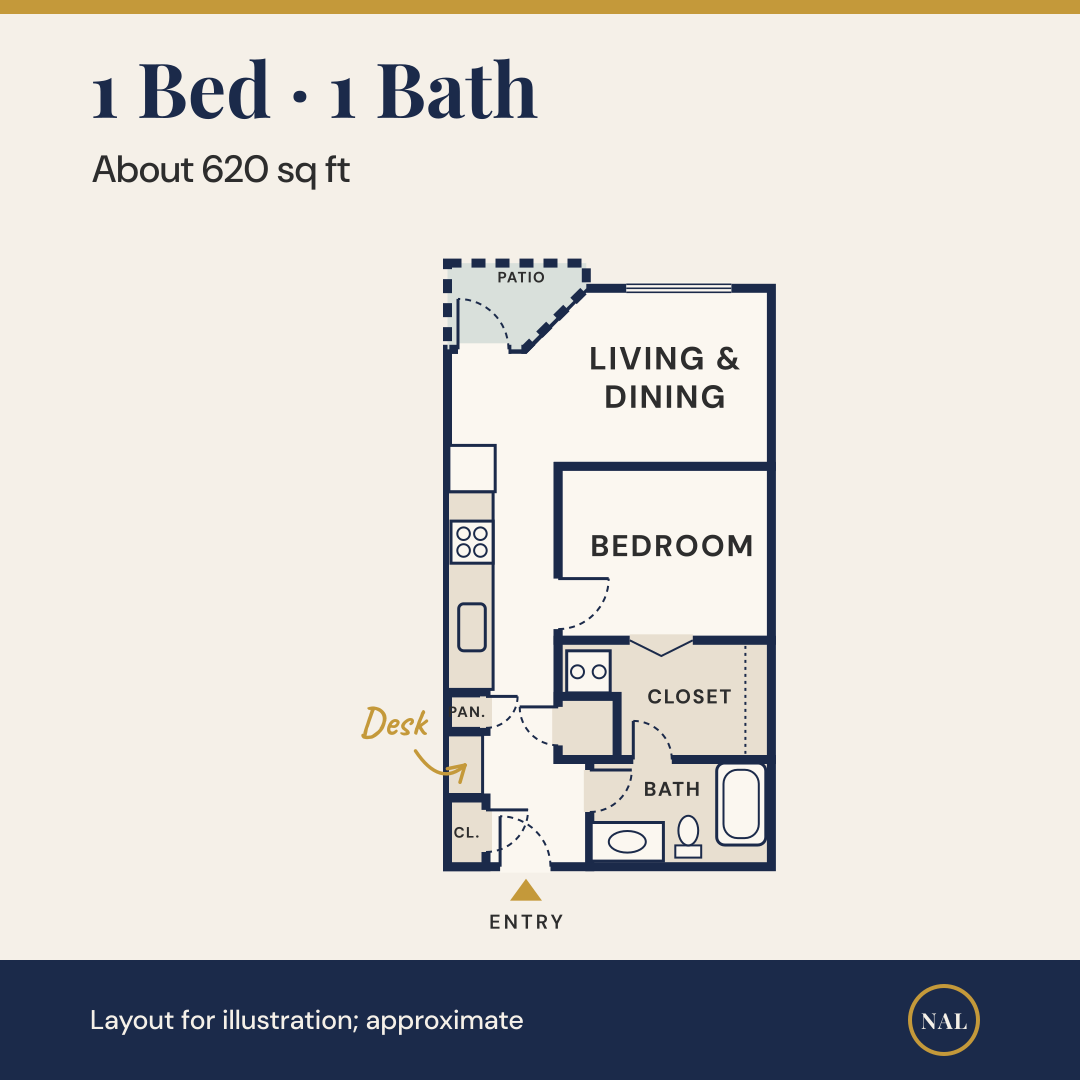 1 Bed · 1 Bath
About 620 sq ft
PATIO
LIVING &
DINING
BEDROOM
CLOSET
PAN.
Desk
BATH
CL.
ENTRY
Layout for illustration; approximate
NAL